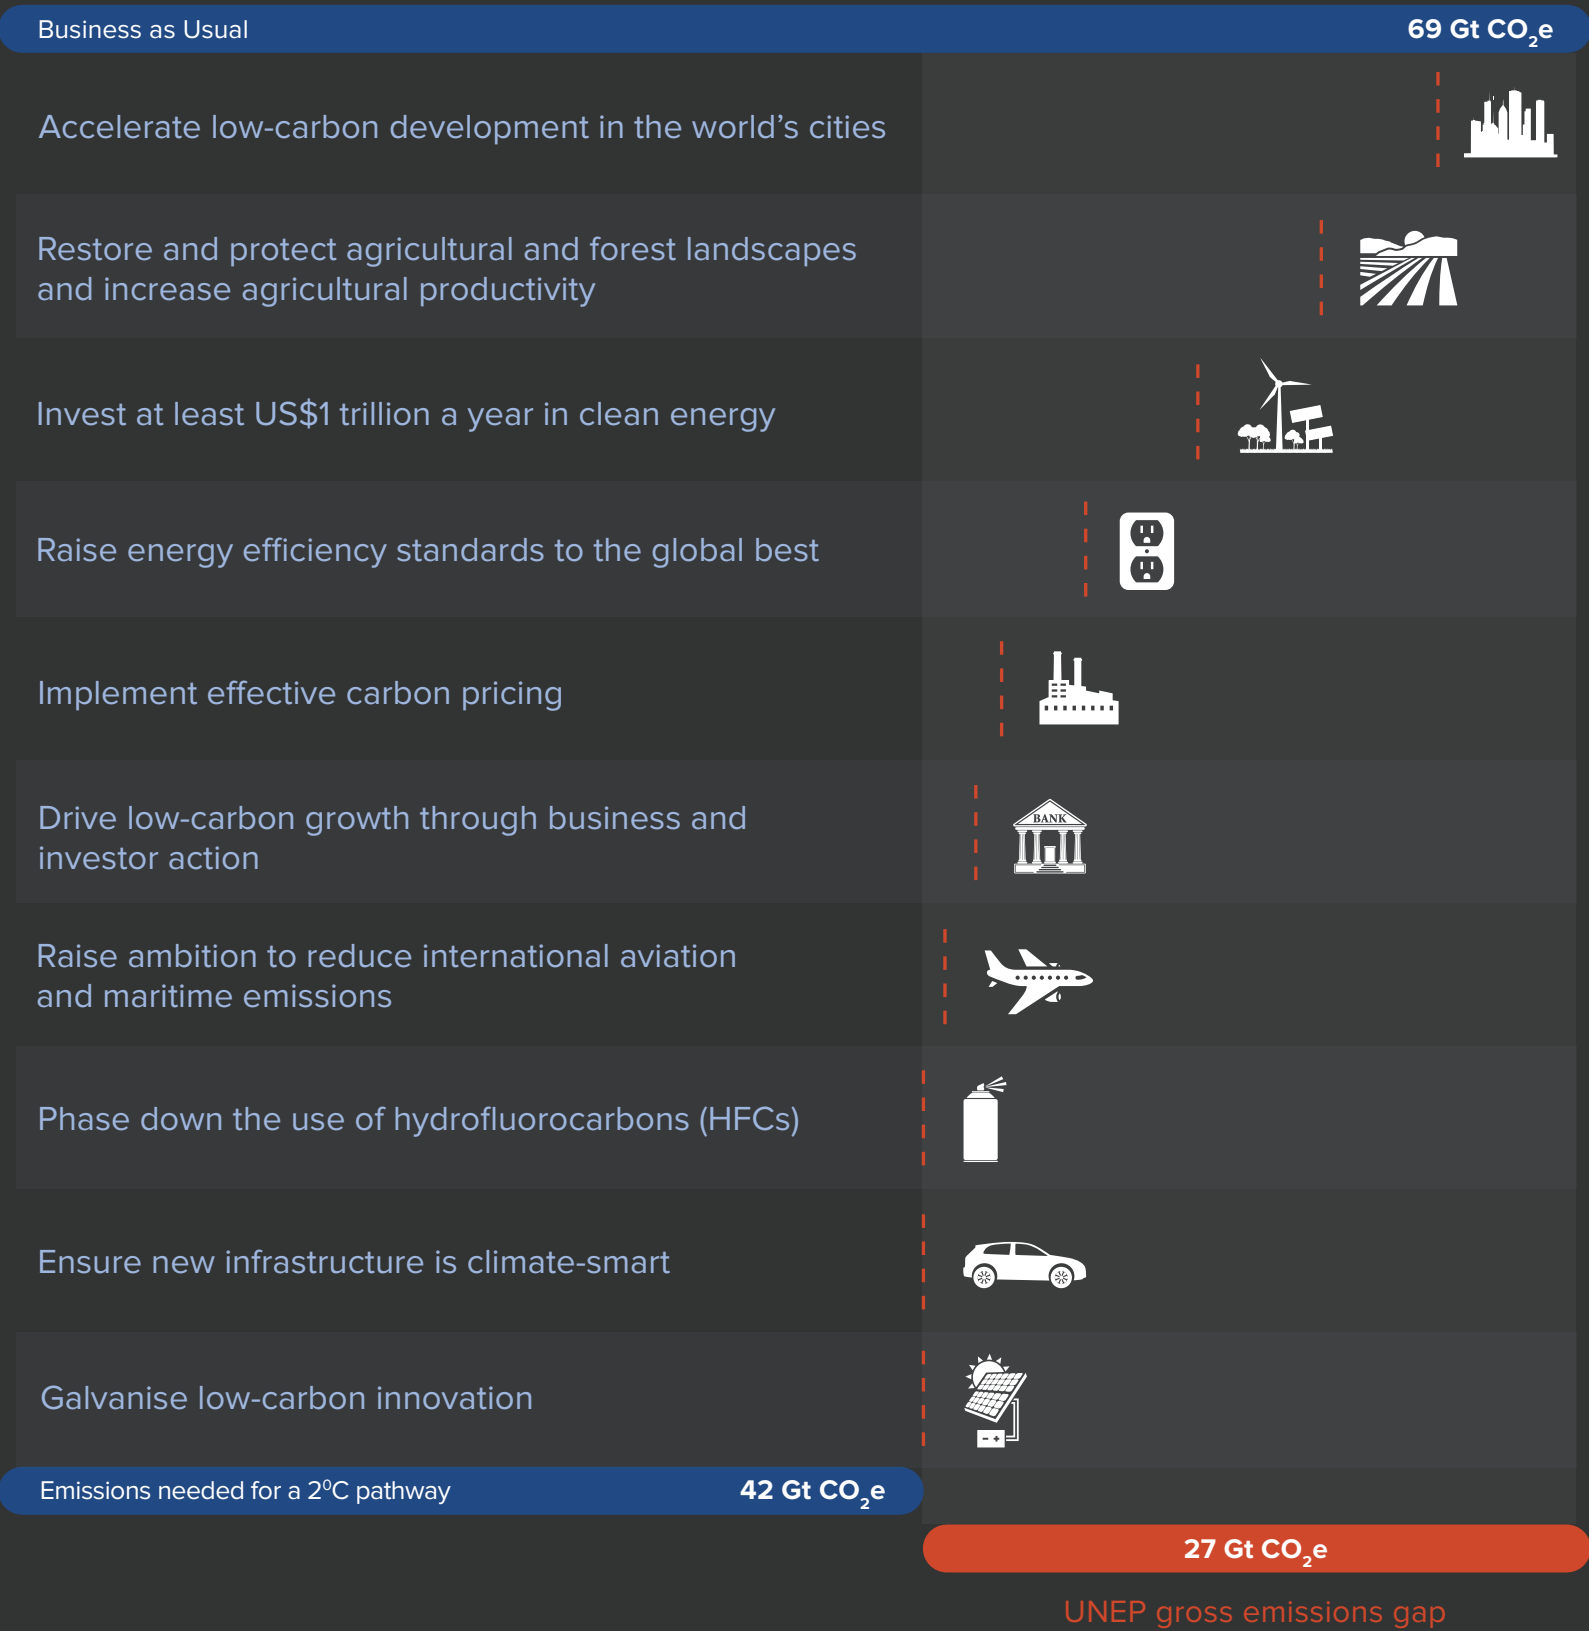 Business as Usual 69 Gt CO₂e
Accelerate low-carbon development in the world’s cities
Restore and protect agricultural and forest landscapes
and increase agricultural productivity
Invest at least US$1 trillion a year in clean energy
Raise energy efficiency standards to the global best
Implement effective carbon pricing
Drive low-carbon growth through business and
investor action
BANK
Raise ambition to reduce international aviation
and maritime emissions
Phase down the use of hydrofluorocarbons (HFCs)
Ensure new infrastructure is climate-smart
Galvanise low-carbon innovation
Emissions needed for a 2⁰C pathway 42 Gt CO₂e
27 Gt CO₂e
UNEP gross emissions gap